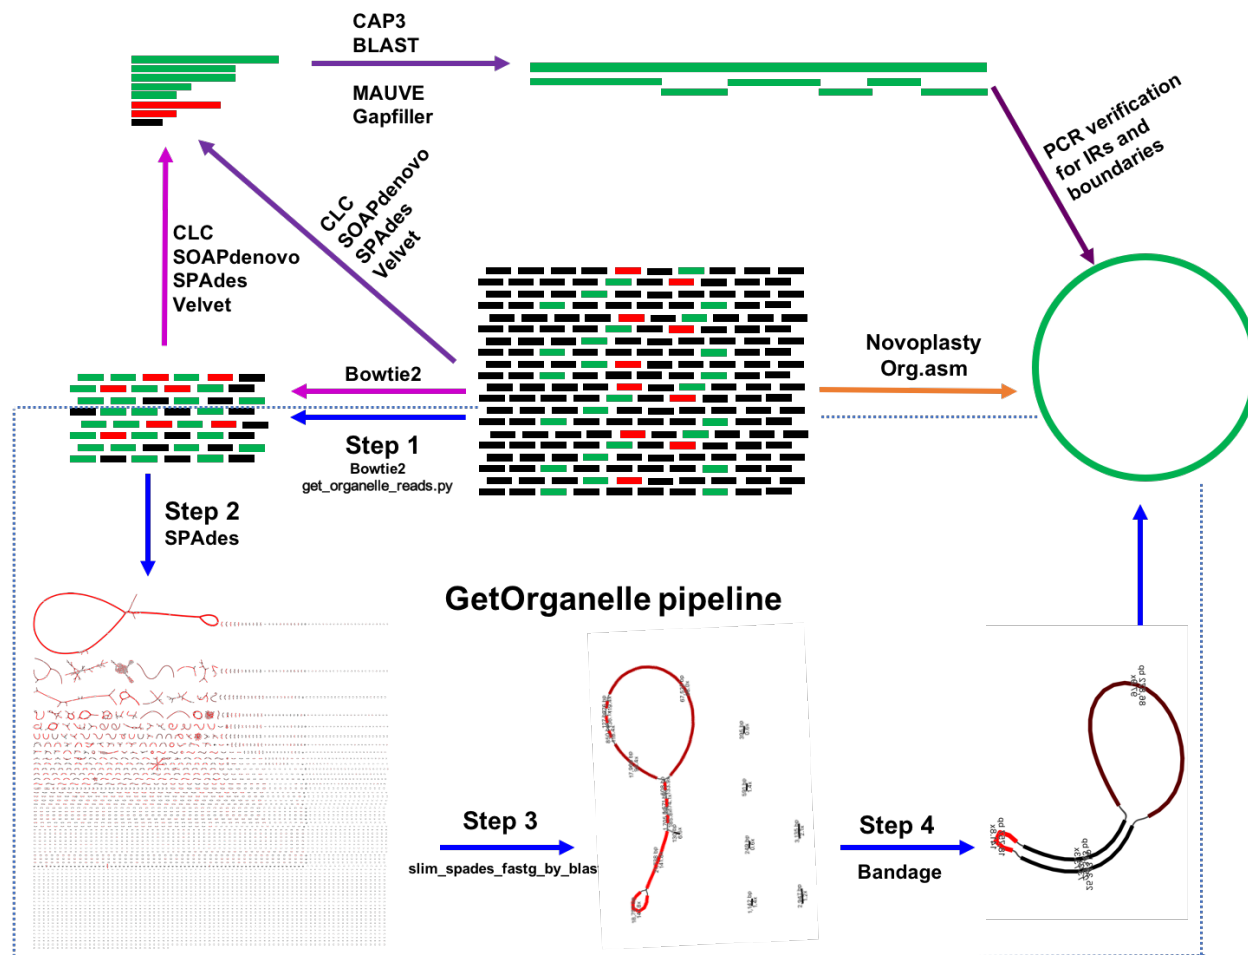 CAP3
BLAST
MAUVE
Gapfiller
PCR verification
for IRs and
boundaries
CLC
SOAPdenovo
SPAdes
Velvet
CLC
SOAPdenovo
SPAdes
Velvet
Novoplasty
Org.asm
Bowtie2
Step 1
Bowtie2
get_organelle_reads.py
Step 2
SPAdes
GetOrganelle pipeline
Step 3
slim_spades_fastg_by_blas
Step 4
Bandage